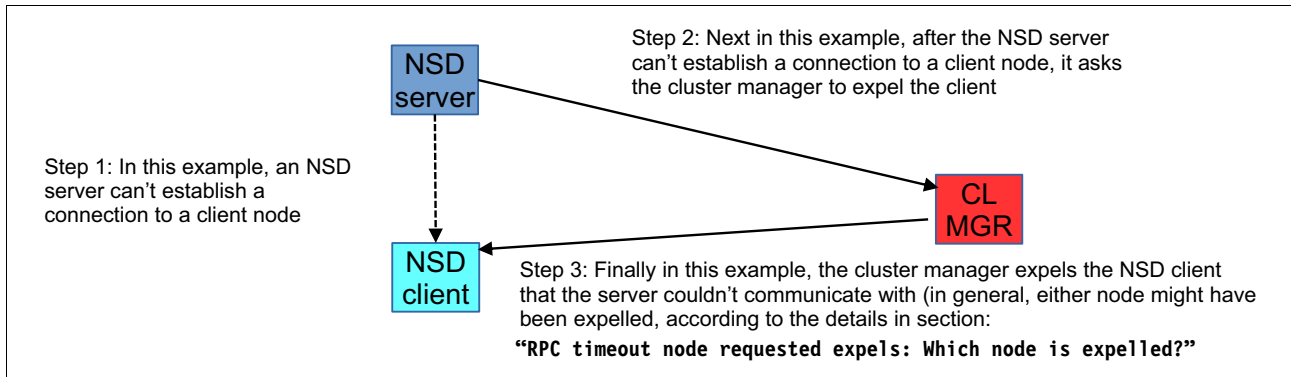 NSD
server
Step 2: Next in this example, after the NSD server
can’t establish a connection to a client node, it asks
the cluster manager to expel the client
Step 1: In this example, an NSD
server can’t establish a
connection to a client node
CL
MGR
NSD
client
Step 3: Finally in this example, the cluster manager expels the NSD client
that the server couldn’t communicate with (in general, either node might have
been expelled, according to the details in section:
“RPC timeout node requested expels: Which node is expelled?”